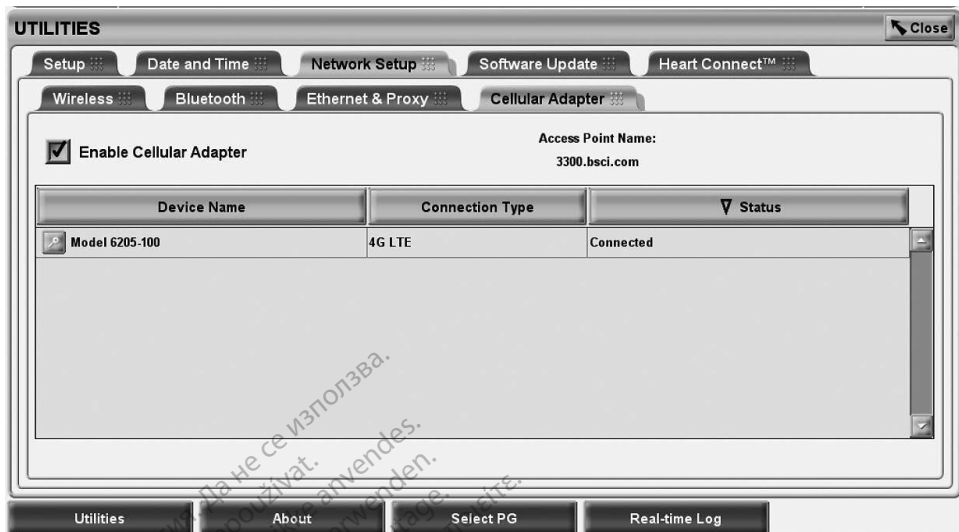 UTILITIES
Close
Setup
Date and Time
Network Setup
Software Update
Heart Connect™
Wireless
Bluetooth
Ethernet & Proxy
Cellular Adapter
Enable Cellular Adapter
Access Point Name:
3300.bsci.com
Device Name
Connection Type
Status
Model 6205-100
4G LTE
Connected
Да не се използва.
používat.
anvendes.
Utilities
About
Select PG
Real-time Log